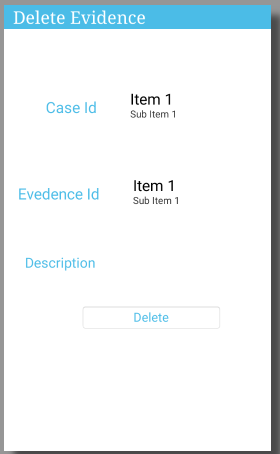 Delete Evidence
Case Id
Item 1
Sub Item 1
Evedence Id
Item 1
Sub Item 1
Description
Delete